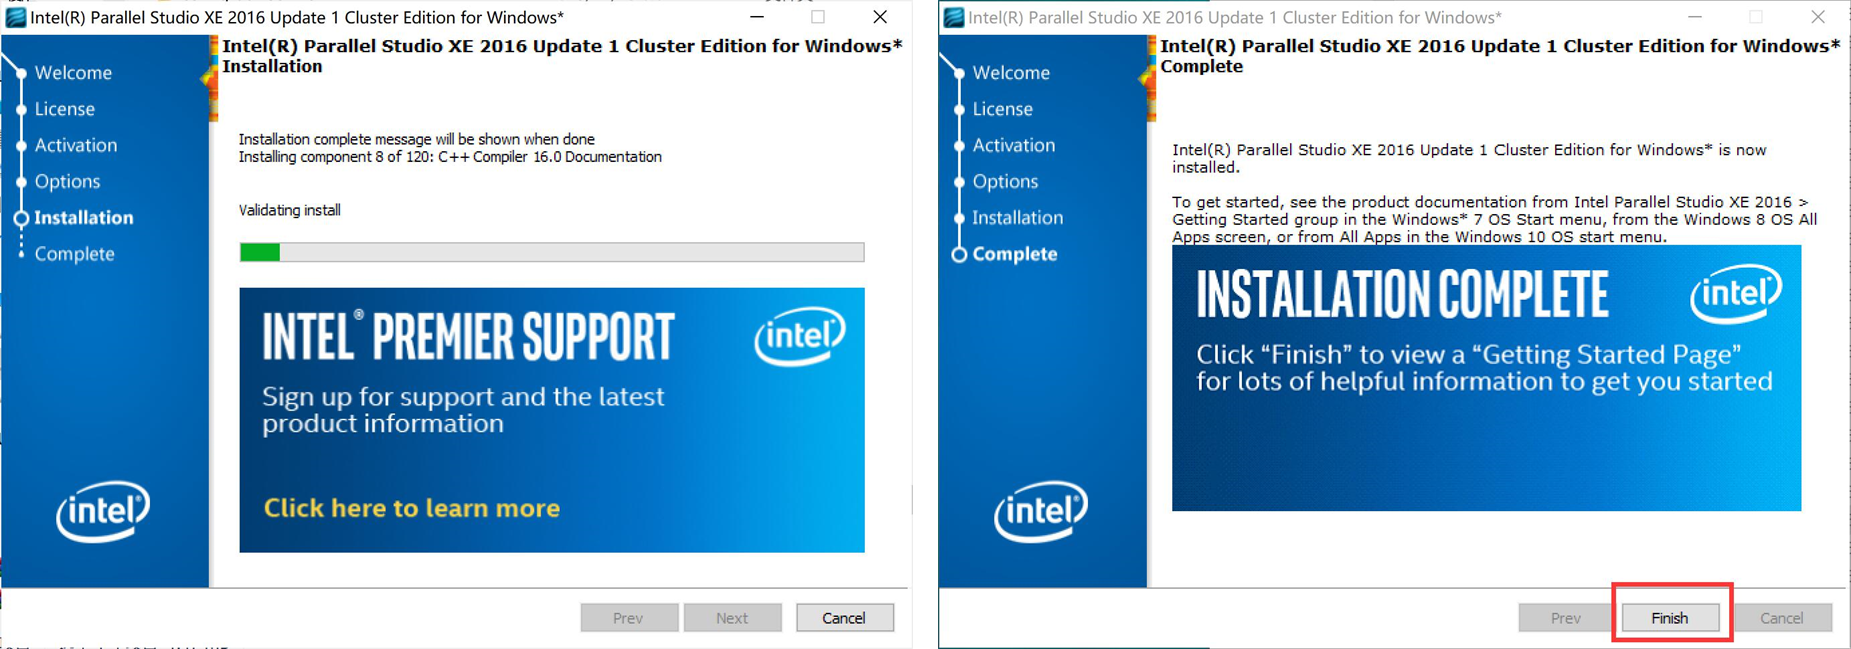 Intel(R) Parallel Studio XE 2016 Update 1 Cluster Edition for Windows*
Intel(R) Parallel Studio XE 2016 Update 1 Cluster Edition for Windows*
Installation
Welcome
License
Activation
Options
Installation
Complete
Installation complete message will be shown when done
Installing component 8 of 120: C++ Compiler 16.0 Documentation
Validating install
INTEL® PREMIER SUPPORT
intel®
Sign up for support and the latest
product information
Click here to learn more
intel®
Prev
Next
Cancel
Intel(R) Parallel Studio XE 2016 Update 1 Cluster Edition for Windows*
Intel(R) Parallel Studio XE 2016 Update 1 Cluster Edition for Windows*
Complete
Welcome
License
Activation
Options
Installation
Complete
Intel(R) Parallel Studio XE 2016 Update 1 Cluster Edition for Windows* is now
installed.
To get started, see the product documentation from Intel Parallel Studio XE 2016 >
Getting Started group in the Windows* 7 OS Start menu, from the Windows 8 OS All
Apps screen, or from All Apps in the Windows 10 OS start menu.
INSTALLATION COMPLETE
intel®
Click “Finish” to view a “Getting Started Page”
for lots of helpful information to get you started
intel®
Prev
Finish
Cancel